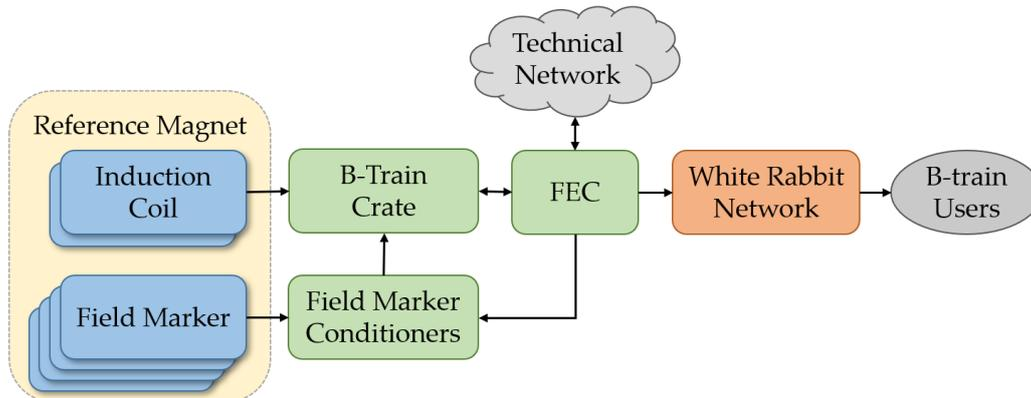 Technical
Network
Reference Magnet
Induction
Coil
B-Train
Crate
FEC
White Rabbit
Network
B-train
Users
Field Marker
Field Marker
Conditioners